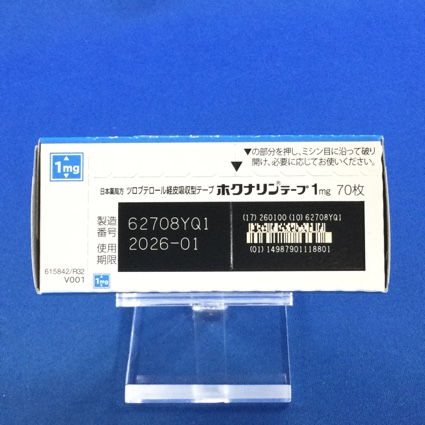 ▼の部分を押し、ミシン目に沿って破り
開け、必要に応じてお使いください。
1mg
日本薬局方 ツロブテロール経皮吸収型テープ ホクナリン®テープ1mg 70枚
製造番号 62708YQ1
使用期限 2026-01
(17) 260100 (10) 62708YQ1
(01) 14987901118801
615842/R32
V001
1mg